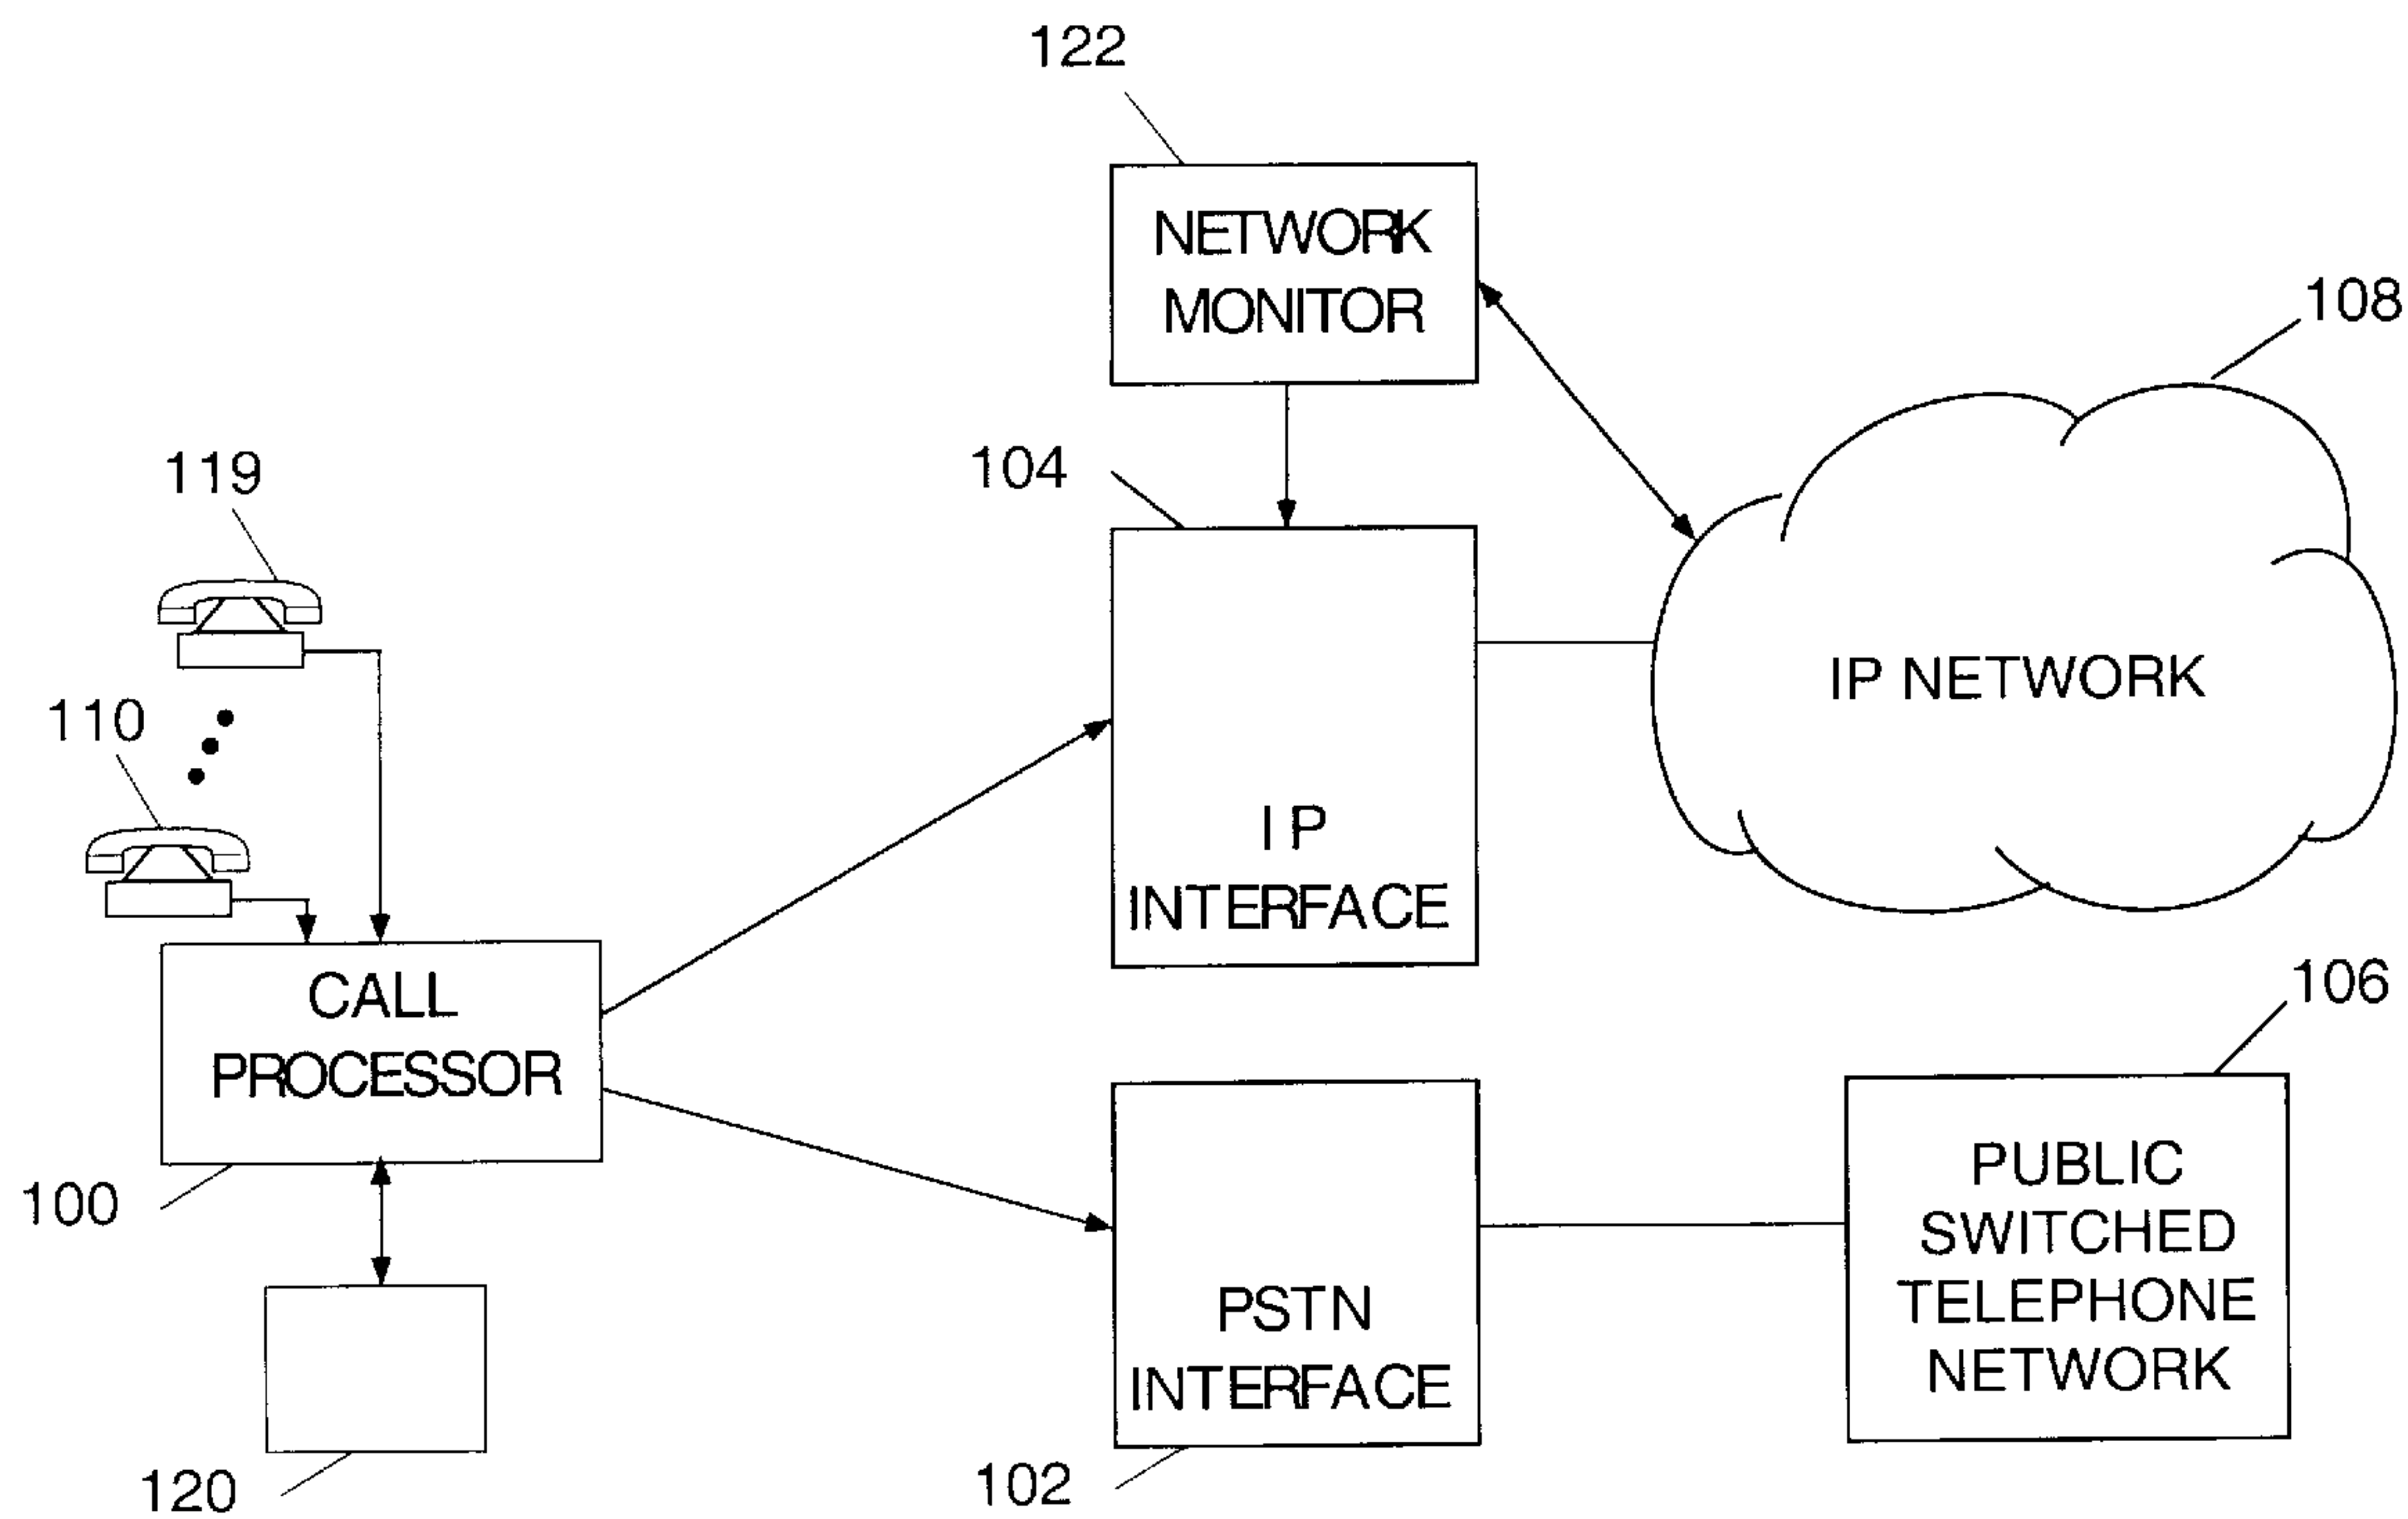 122
NETWORK
MONITOR
108
104
119
IP NETWORK
110
I P
INTERFACE
CALL
PROCESSOR
106
100
PUBLIC
SWITCHED
TELEPHONE
NETWORK
PSTN
INTERFACE
120
102